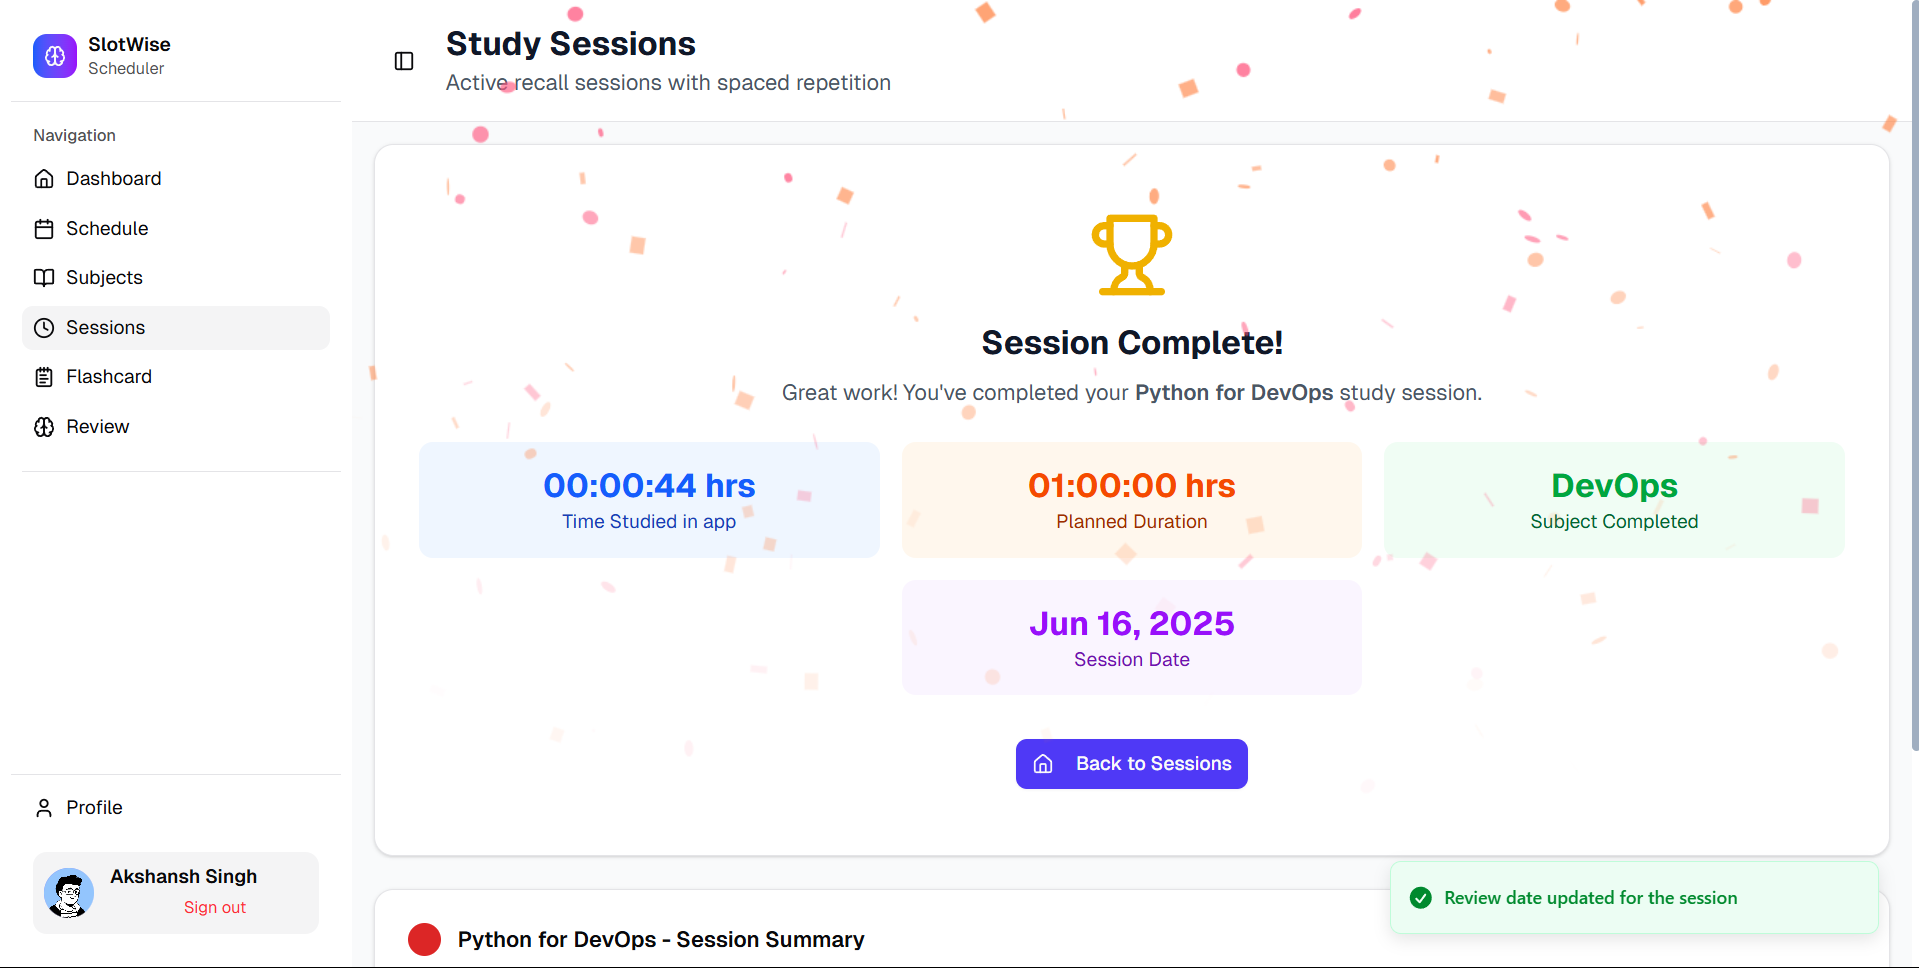 SlotWise
Scheduler
Navigation
Dashboard
Schedule
Subjects
Sessions
Flashcard
Review
Profile
Akshansh Singh
Sign out
Study Sessions
Active recall sessions with spaced repetition
Session Complete!
Great work! You've completed your Python for DevOps study session.
00:00:44 hrs
Time Studied in app
01:00:00 hrs
Planned Duration
DevOps
Subject Completed
Jun 16, 2025
Session Date
Back to Sessions
Review date updated for the session
Python for DevOps - Session Summary